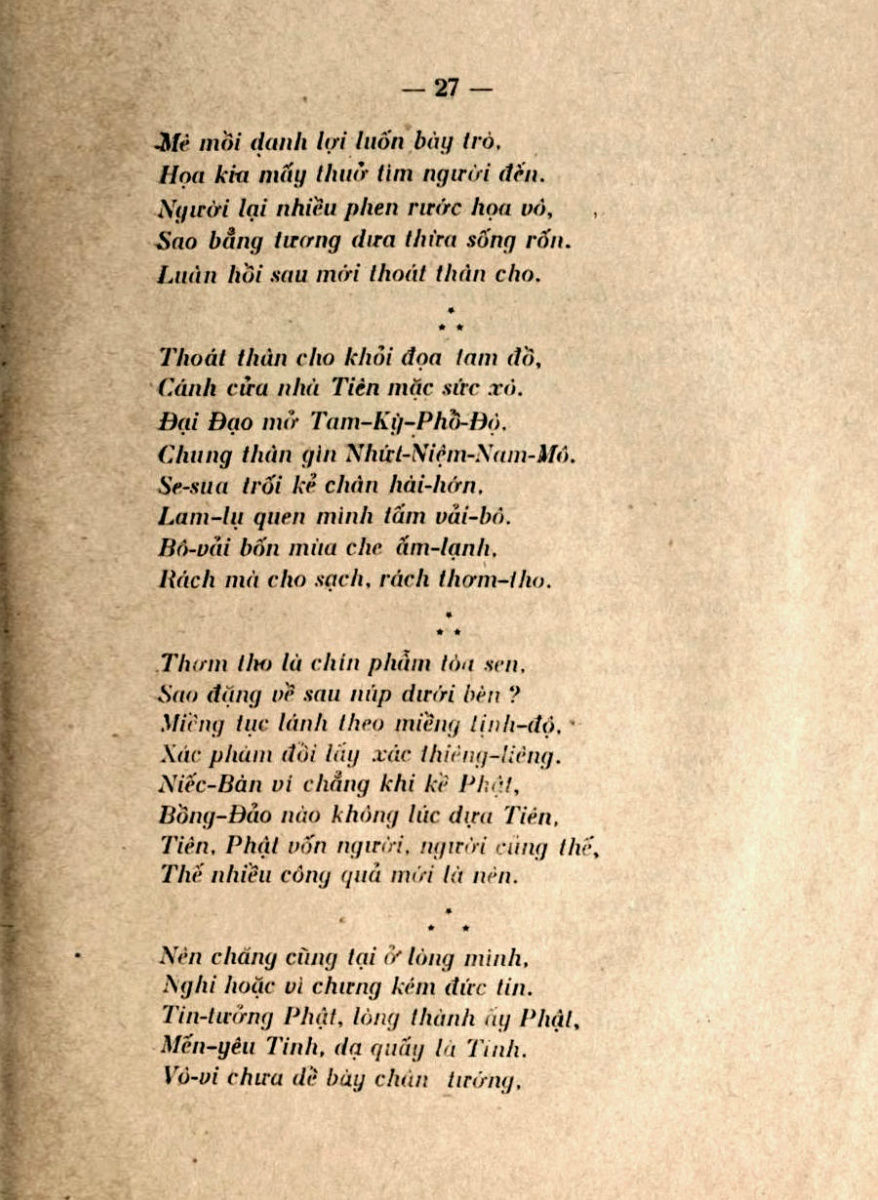 — 27 —
Mê mồi danh lợi luốn bày trò,
Họa kia mấy thuở tìm người đến.
Người lại nhiều phen rước họa vô,
Sao bằng tương dưa thừa sống rốn.
Luân hồi sau mới thoát thân cho.
*
* *
Thoát thân cho khỏi đọa tam đồ,
Cánh cửa nhà Tiên mặc sức xô.
Đại Đạo mở Tam-Kỳ-Phổ-Độ,
Chung thân gìn Nhứt-Niệm-Nam-Mô.
Se-sua trối kẻ chân hài-hớn,
Lam-lụ quen mình tấm vải-bô.
Bô-vải bốn mùa che ấm-lạnh,
Rách mà cho sạch, rách thơm-tho.
*
* *
Thơm tho là chín phẩm tòa sen,
Sao đặng về sau núp dưới bèn ?
Miềng tục lánh theo miềng tịnh-độ,
Xác phàm đồi lấy xác thiêng-liêng.
Niếc-Bàn vi chẳng khi kề Phật,
Bồng-Đảo nào không lúc dựa Tiên,
Tiên, Phật vốn người, người cũng thế,
Thế nhiều công quả mới là nên.
*
* *
Nên chăng cũng tại ở lòng mình,
Nghi hoặc vì chưng kém đức tin.
Tin-tưởng Phật, lòng thành ấy Phật,
Mến-yêu Tinh, dạ quấy là Tinh.
Vô-vi chưa dề bày chân tướng,